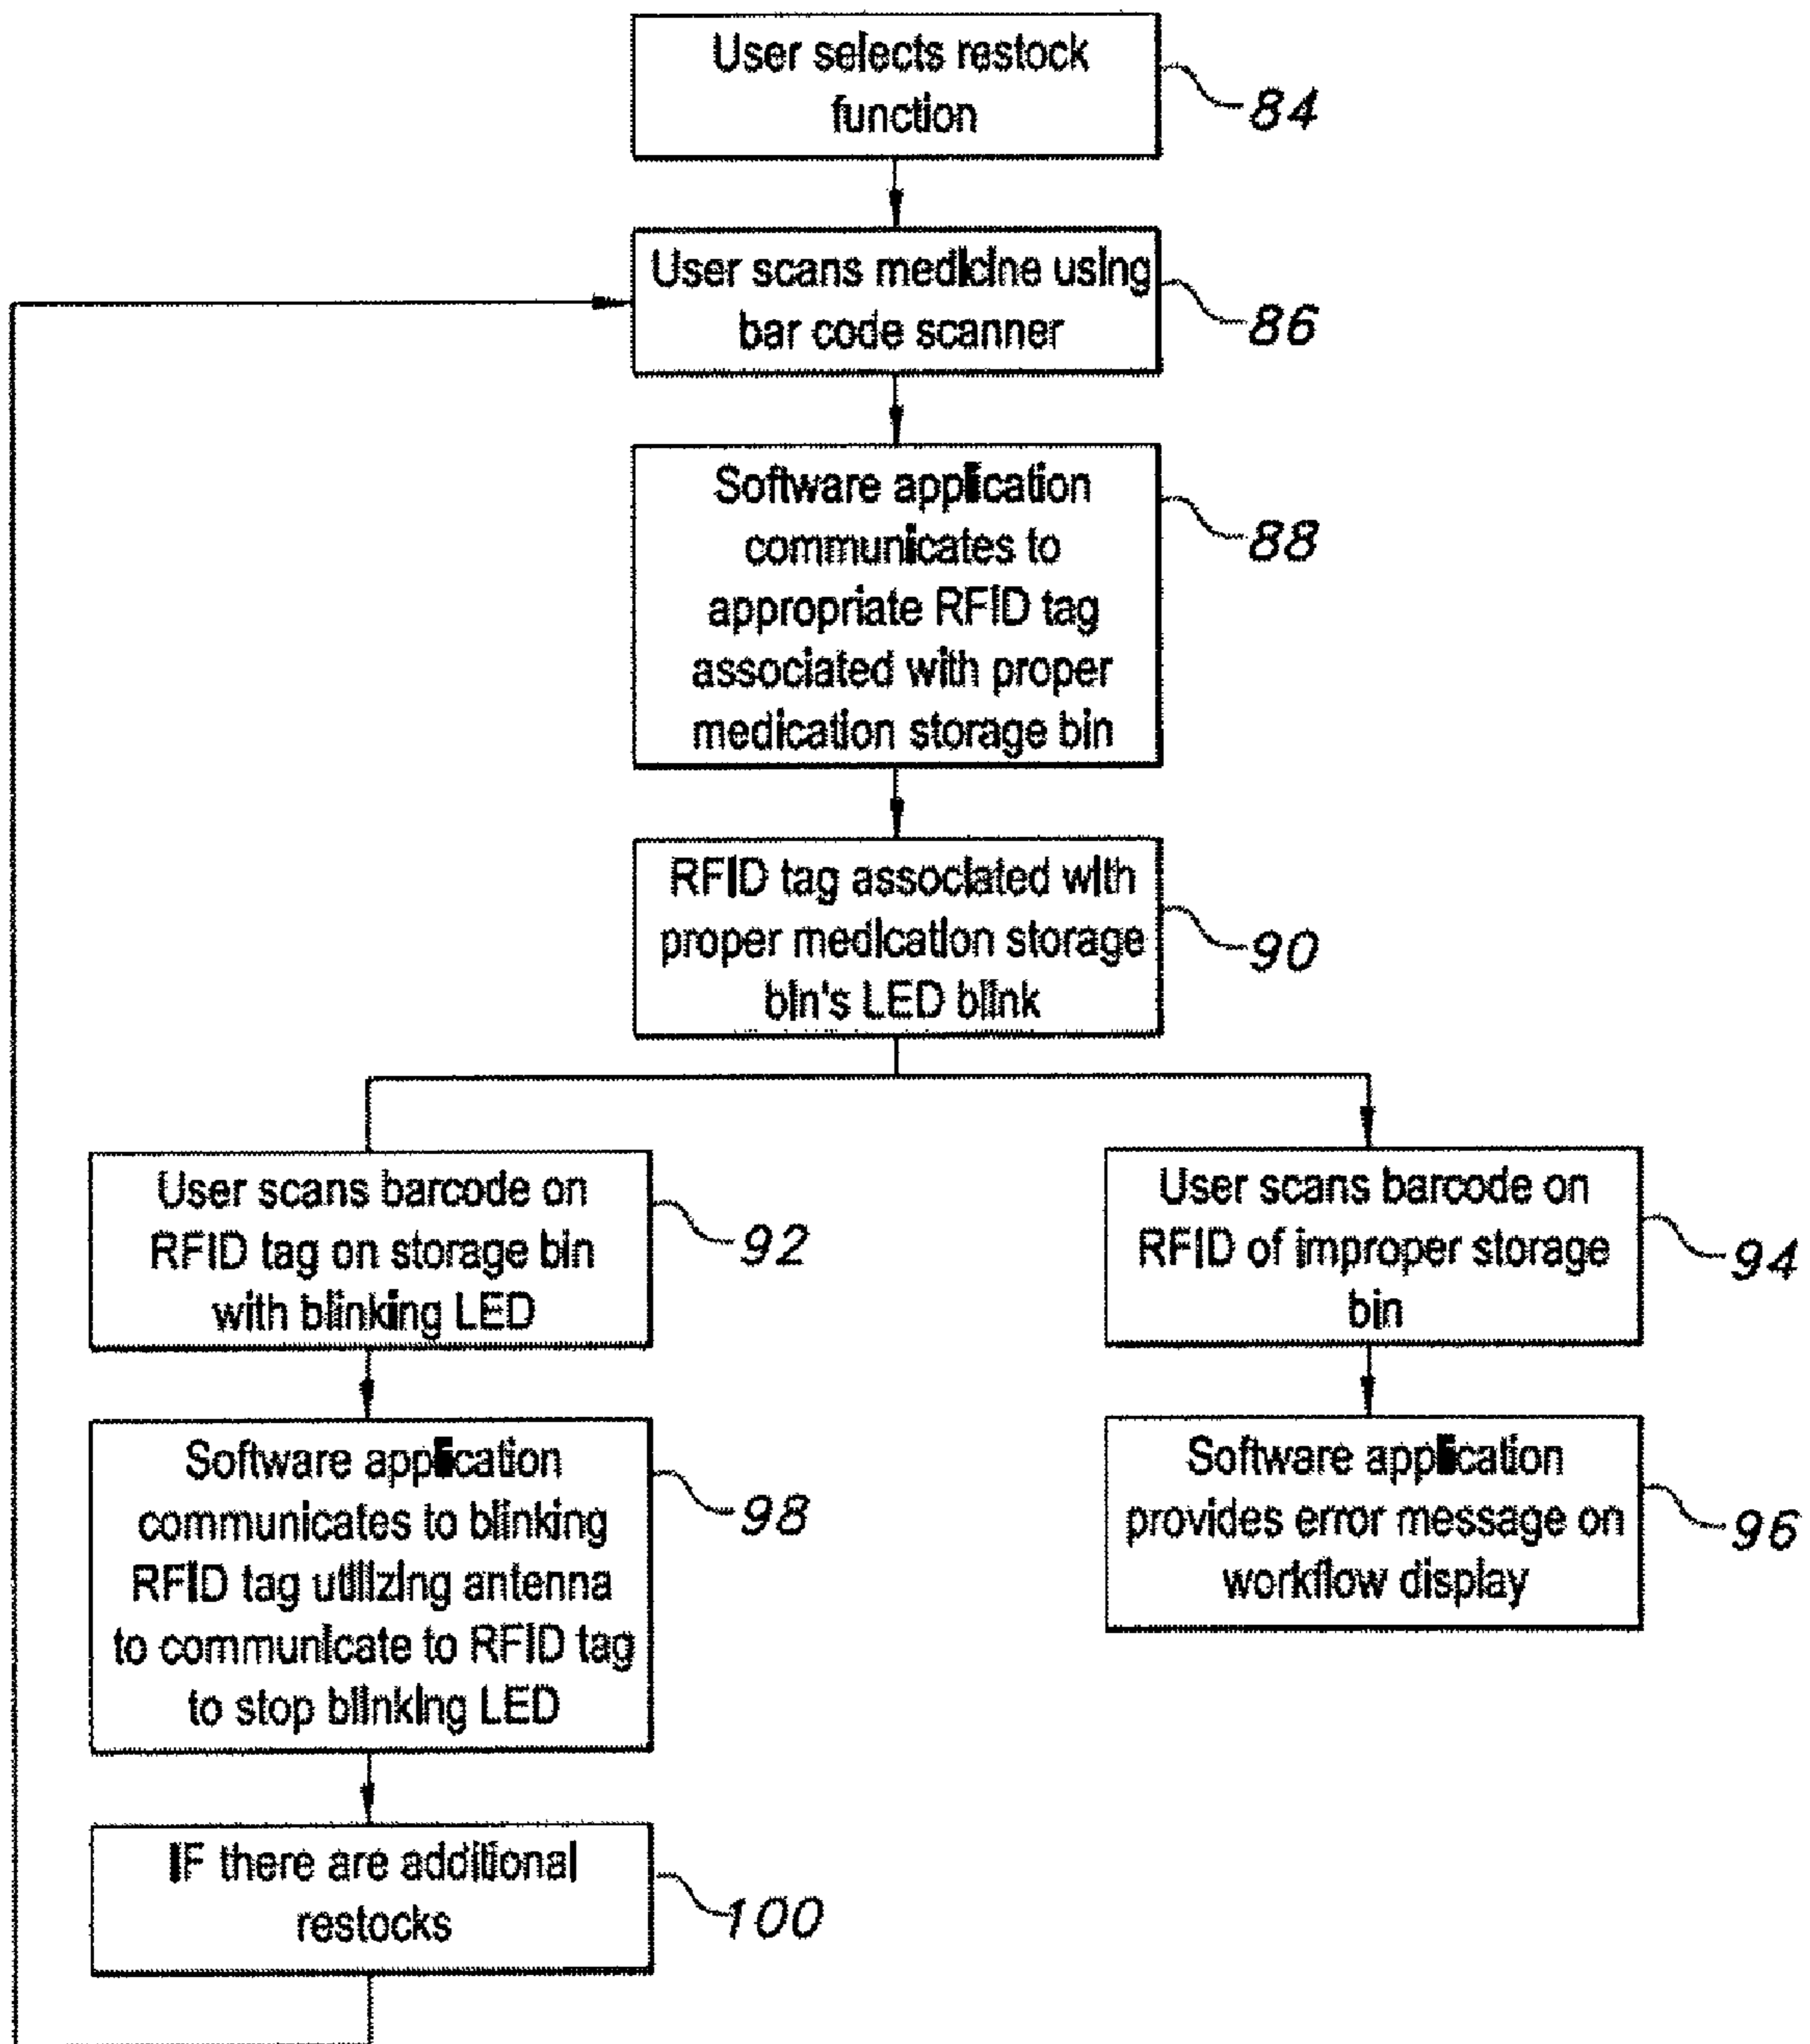 User selects restock
function
84
User scans medicine using
bar code scanner
86
Software application
communicates to
appropriate RFID tag
associated with proper
medication storage bin
88
RFID tag associated with
proper medication storage
bin's LED blink
90
User scans barcode on
RFID tag on storage bin
with blinking LED
92
User scans barcode on
RFID of improper storage
bin
94
Software application
communicates to blinking
RFID tag utilizing antenna
to communicate to RFID tag
to stop blinking LED
98
Software application
provides error message on
workflow display
96
IF there are additional
restocks
100